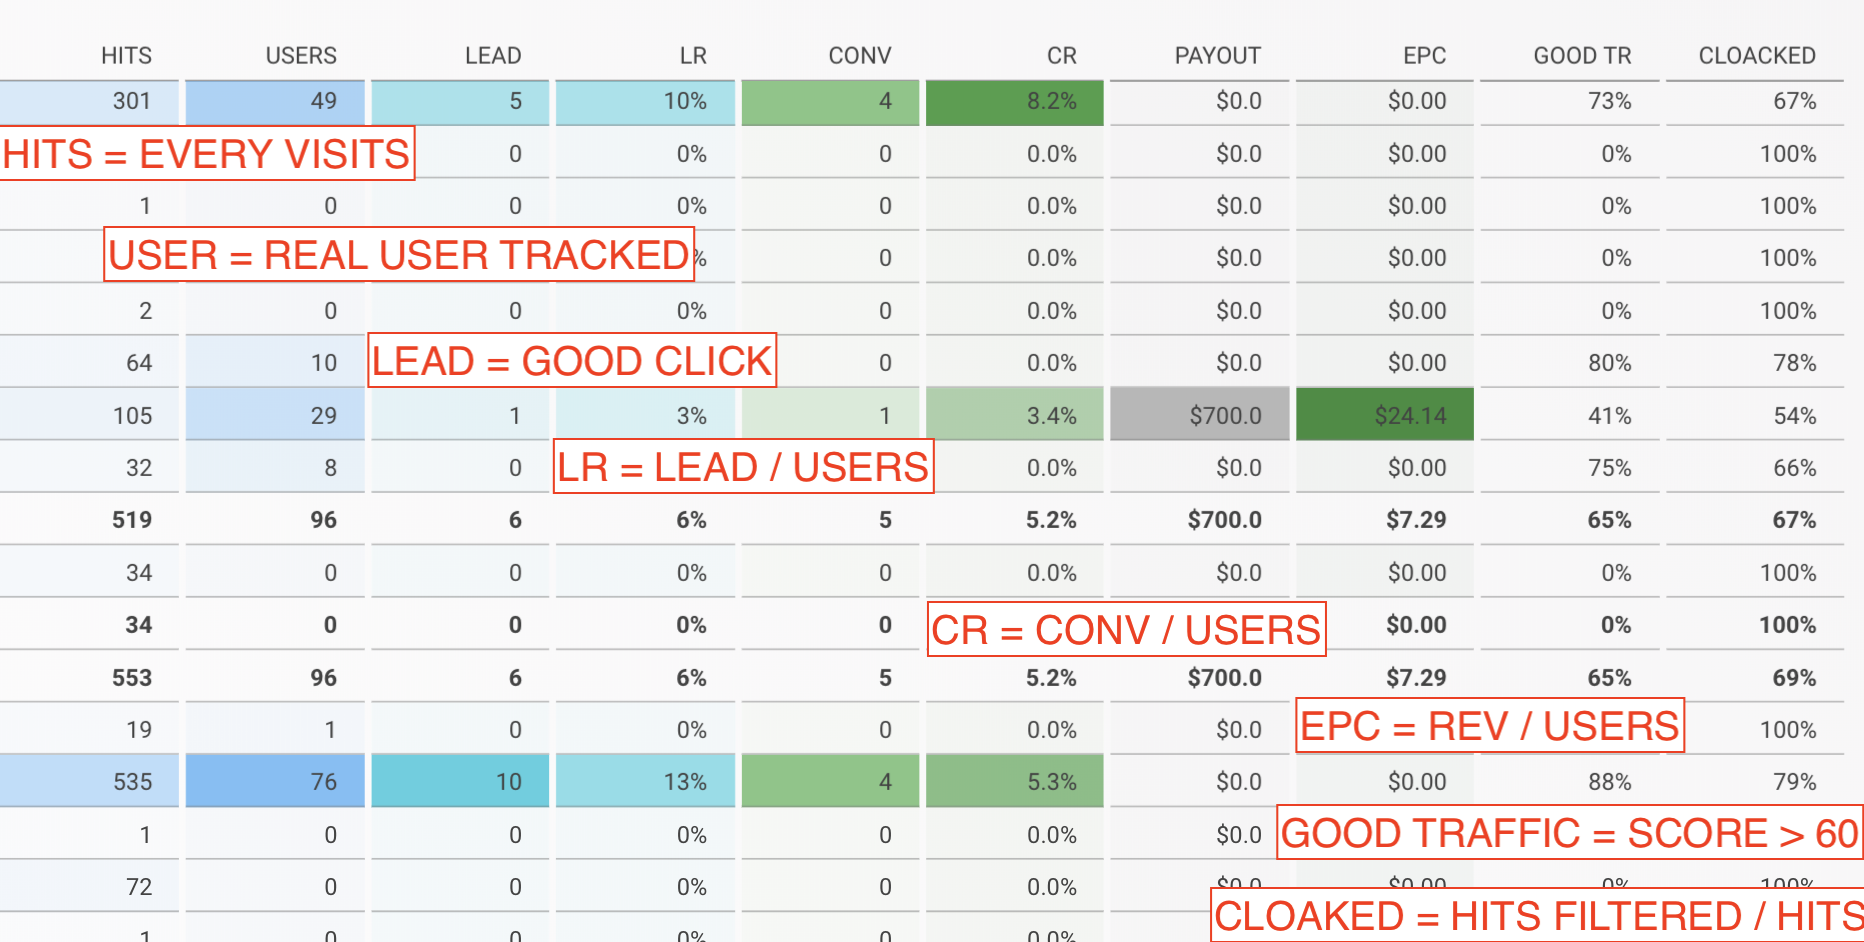 HITS USERS LEAD LR CONV CR PAYOUT EPC GOOD TR CLOACKED
301 49 5 10% 4 8.2% $0.0 $0.00 73% 67%
HITS = EVERY VISITS 0 0% 0 0.0% $0.0 $0.00 0% 100%
1 0 0 0% 0 0.0% $0.0 $0.00 0% 100%
USER = REAL USER TRACKED % 0 0.0% $0.0 $0.00 0% 100%
2 0 0 0% 0 0.0% $0.0 $0.00 0% 100%
64 10 LEAD = GOOD CLICK 0 0.0% $0.0 $0.00 80% 78%
105 29 1 3% 1 3.4% $700.0 $24.14 41% 54%
32 8 0 LR = LEAD / USERS 0.0% $0.0 $0.00 75% 66%
519 96 6 6% 5 5.2% $700.0 $7.29 65% 67%
34 0 0 0% 0 0.0% $0.0 $0.00 0% 100%
34 0 0 0% 0 CR = CONV / USERS $0.00 0% 100%
553 96 6 6% 5 5.2% $700.0 $7.29 65% 69%
19 1 0 0% 0 0.0% $0.0 EPC = REV / USERS 100%
535 76 10 13% 4 5.3% $0.0 $0.00 88% 79%
1 0 0 0% 0 0.0% $0.0 GOOD TRAFFIC = SCORE > 60
72 0 0 0% 0 0.0% $0.0 $0.00 0% 100%
1 0 0 0% 0 0.0% CLOAKED = HITS FILTERED / HITS